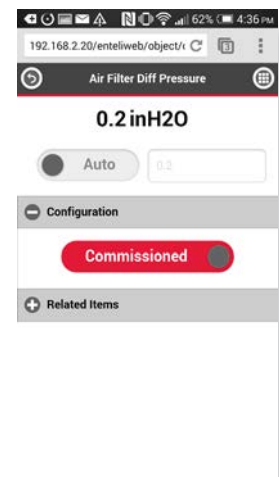 62% 4:36 PM
192.168.2.20/enteliweb/object/ 3
Air Filter Diff Pressure
0.2 inH2O
Auto 0.2
Configuration
Commissioned
Related Items